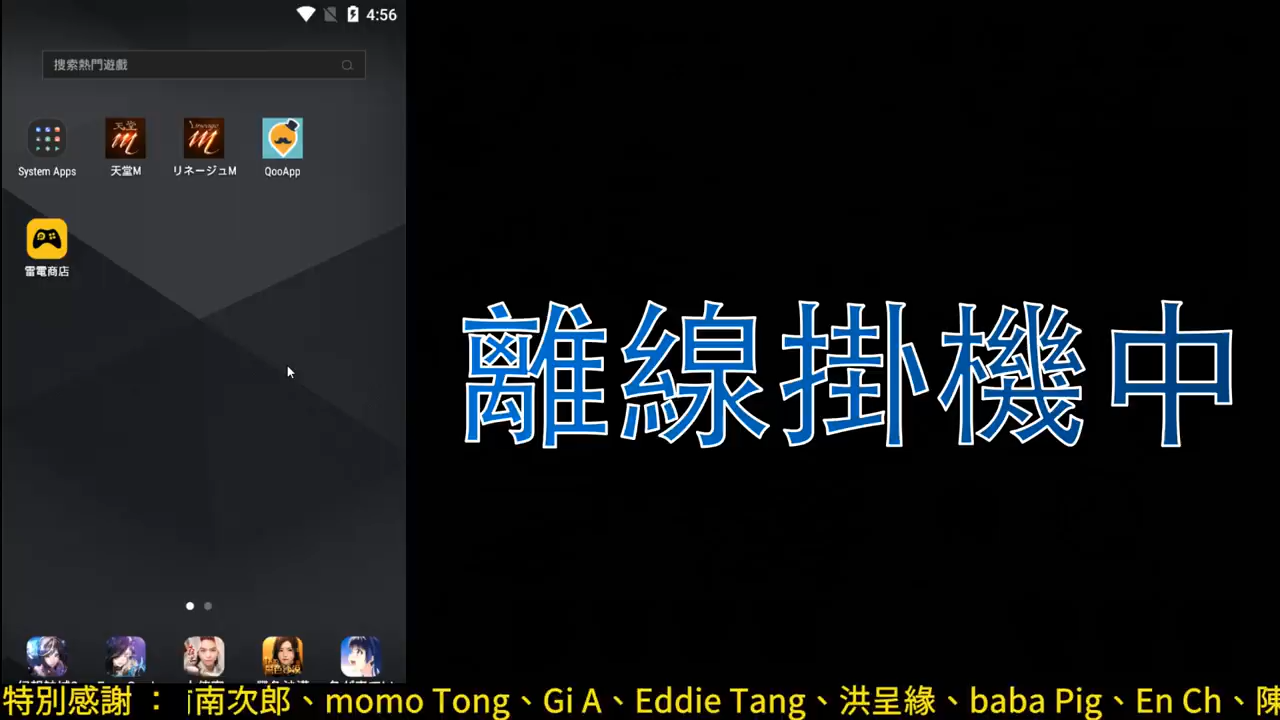 4:56
搜索熱門遊戲
System Apps
天堂M
リネージュM
QooApp
雷電商店
離線掛機中
特別感謝 : 南次郎、momo Tong、Gi A、Eddie Tang、洪呈緣、baba Pig、En Ch、陳